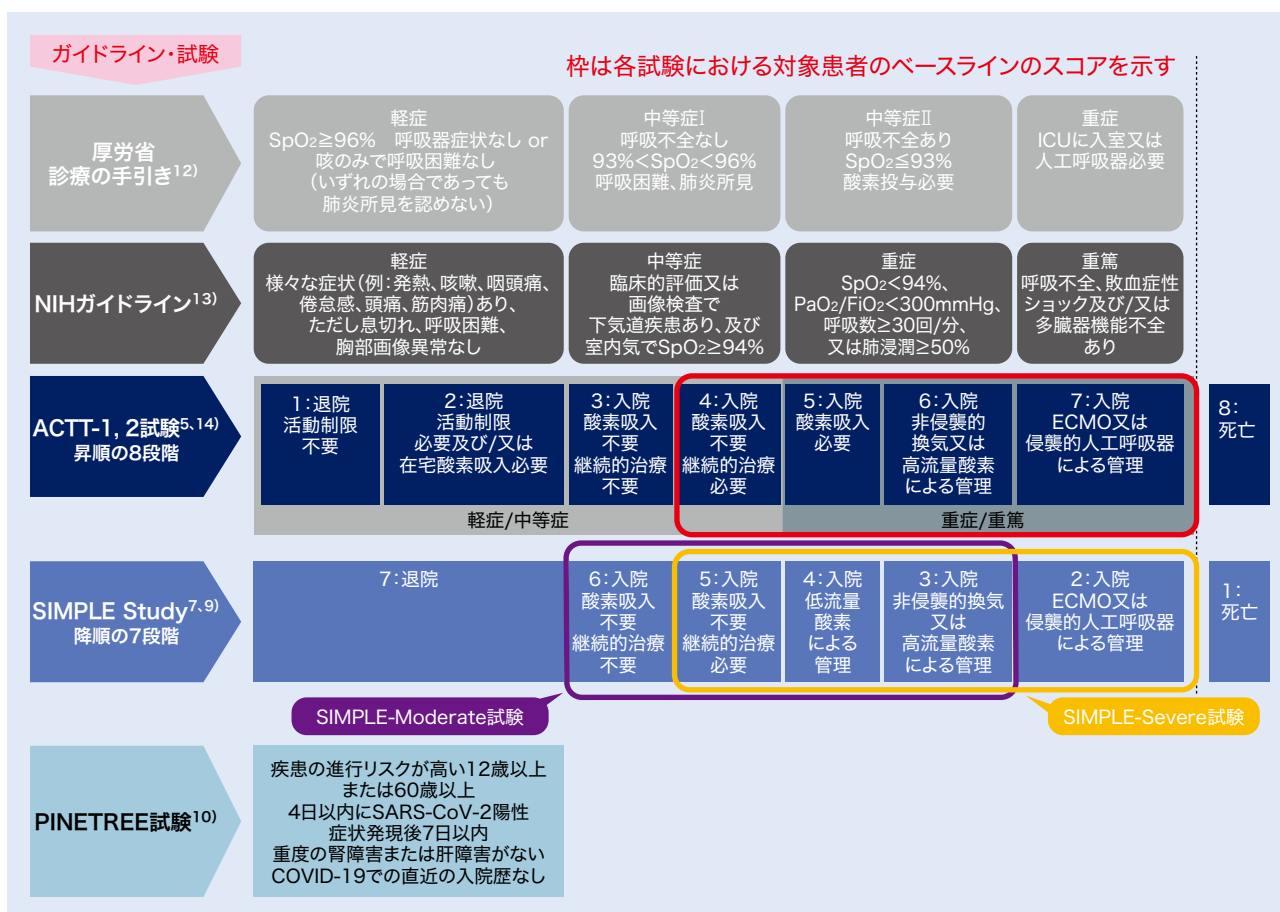 ガイドライン・試験
枠は各試験における対象患者のベースラインのスコアを示す
厚労省
診療の手引き12)
軽症
SpO2≧96% 呼吸器症状なし or
咳のみで呼吸困難なし
(いずれの場合であっても
肺炎所見を認めない)
中等症Ⅰ
呼吸不全なし
93%<SpO2<96%
呼吸困難、肺炎所見
中等症Ⅱ
呼吸不全あり
SpO2≦93%
酸素投与必要
重症
ICUに入室又は
人工呼吸器必要
NIHガイドライン13)
軽症
様々な症状(例:発熱、咳嗽、咽頭痛、
倦怠感、頭痛、筋肉痛)あり、
ただし息切れ、呼吸困難、
胸部画像異常なし
中等症
臨床的評価又は
画像検査で
下気道疾患あり、及び
室内気でSpO2≥94%
重症
SpO2<94%、
PaO2/FiO2<300mmHg、
呼吸数≥30回/分、
又は肺浸潤≥50%
重篤
呼吸不全、敗血症性
ショック及び/又は
多臓器機能不全
あり
ACTT-1, 2試験5、14)
昇順の8段階
1:退院
活動制限
不要
2:退院
活動制限
必要及び/又は
在宅酸素吸入必要
3:入院
酸素吸入
不要
継続的治療
不要
4:入院
酸素吸入
不要
継続的治療
必要
5:入院
酸素吸入
必要
6:入院
非侵襲的
換気又は
高流量酸素
による管理
7:入院
ECMO又は
侵襲的人工呼吸器
による管理
8:
死亡
軽症/中等症
重症/重篤
SIMPLE Study7、9)
降順の7段階
7:退院
6:入院
酸素吸入
不要
継続的治療
不要
5:入院
酸素吸入
不要
継続的治療
必要
4:入院
低流量
酸素
による
管理
3:入院
非侵襲的換気
又は
高流量酸素
による管理
2:入院
ECMO又は
侵襲的人工呼吸器
による管理
1:
死亡
SIMPLE-Moderate試験
SIMPLE-Severe試験
PINETREE試験10)
疾患の進行リスクが高い12歳以上
または60歳以上
4日以内にSARS-CoV-2陽性
症状発現後7日以内
重度の腎障害または肝障害がない
COVID-19での直近の入院歴なし